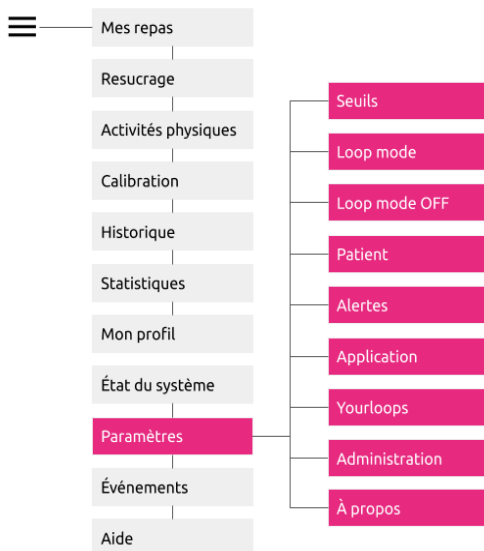 Mes repas
Resucrage
Activités physiques
Calibration
Historique
Statistiques
Mon profil
État du système
Paramètres
Événements
Aide
Seuils
Loop mode
Loop mode OFF
Patient
Alertes
Application
Yourloops
Administration
À propos